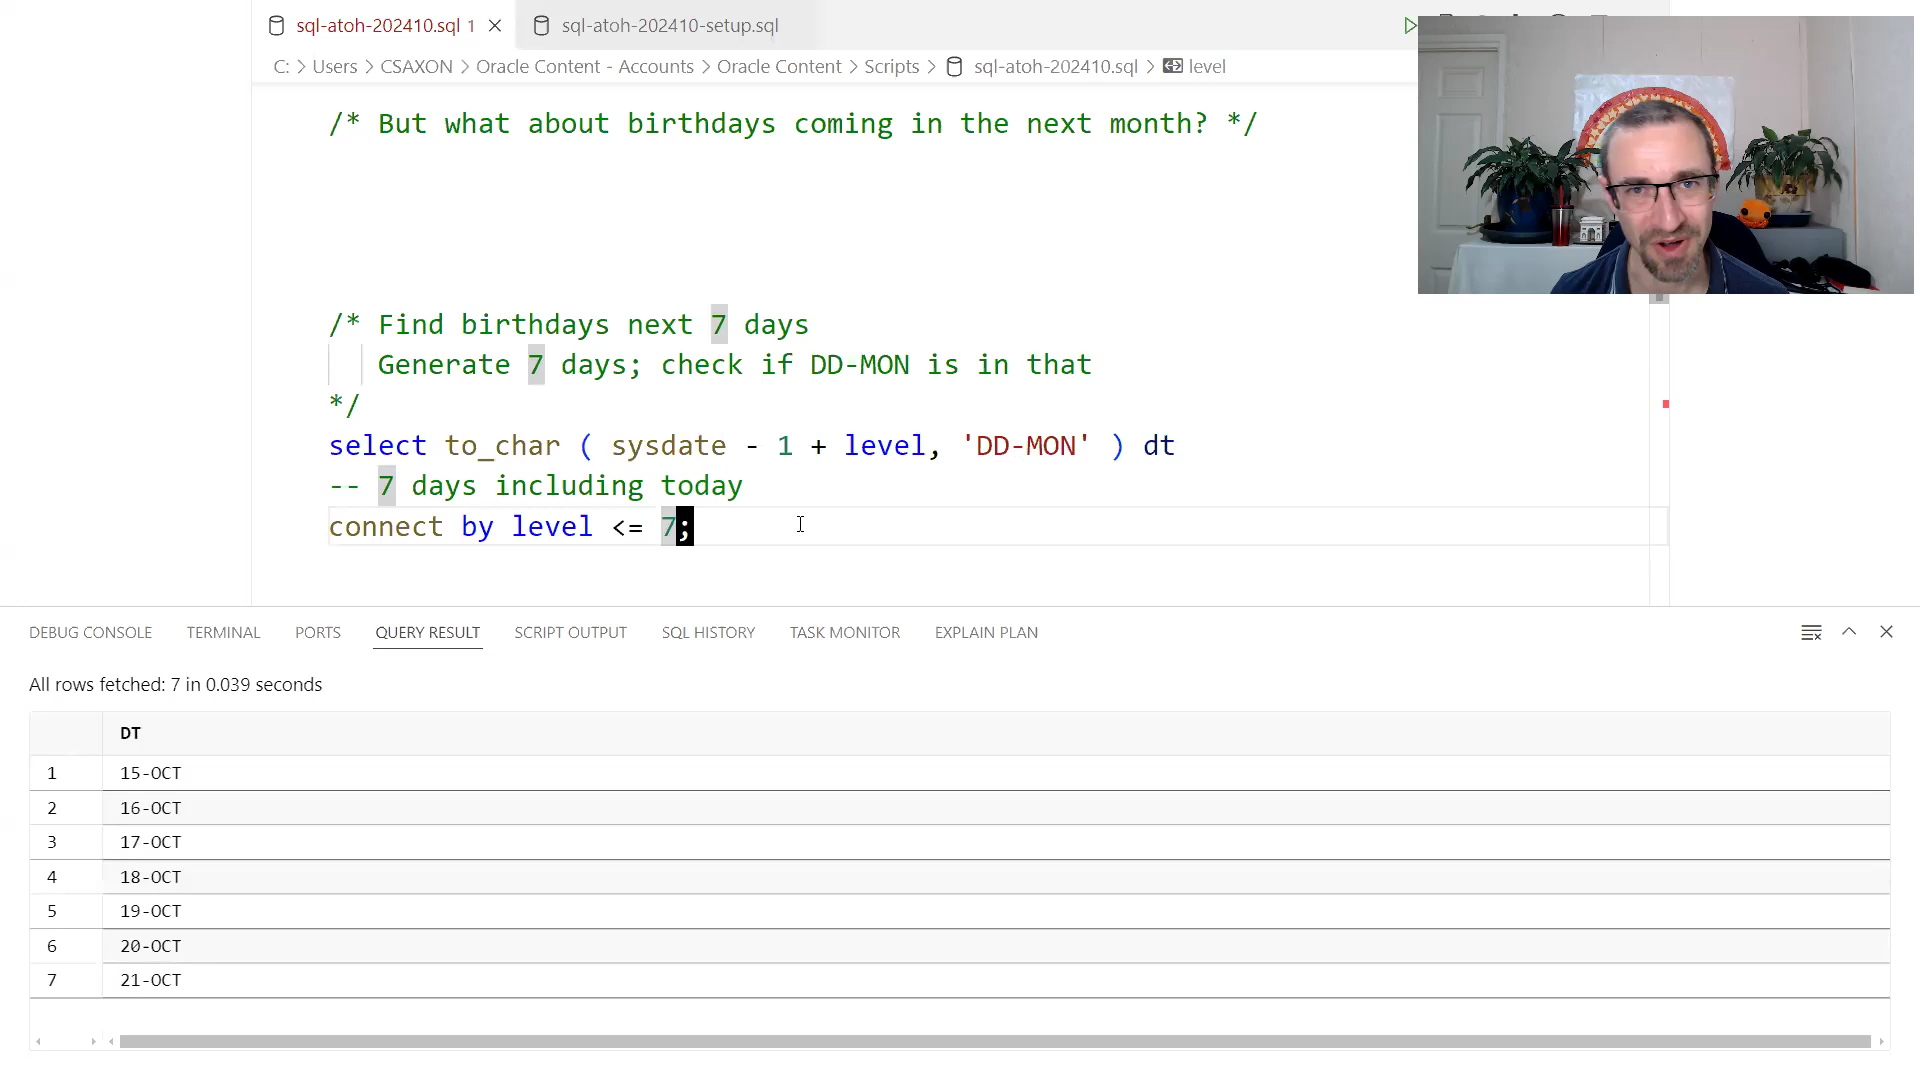 sql-atoh-202410.sql 1
sql-atoh-202410-setup.sql
C: > Users > CSAXON > Oracle Content - Accounts > Oracle Content > Scripts > sql-atoh-202410.sql > level
/* But what about birthdays coming in the next month? */
/* Find birthdays next 7 days
Generate 7 days; check if DD-MON is in that
*/
select to_char ( sysdate - 1 + level, 'DD-MON' ) dt
-- 7 days including today
connect by level <= 7;
DEBUG CONSOLE TERMINAL PORTS QUERY RESULT SCRIPT OUTPUT SQL HISTORY TASK MONITOR EXPLAIN PLAN
All rows fetched: 7 in 0.039 seconds
DT
1 15-OCT
2 16-OCT
3 17-OCT
4 18-OCT
5 19-OCT
6 20-OCT
7 21-OCT